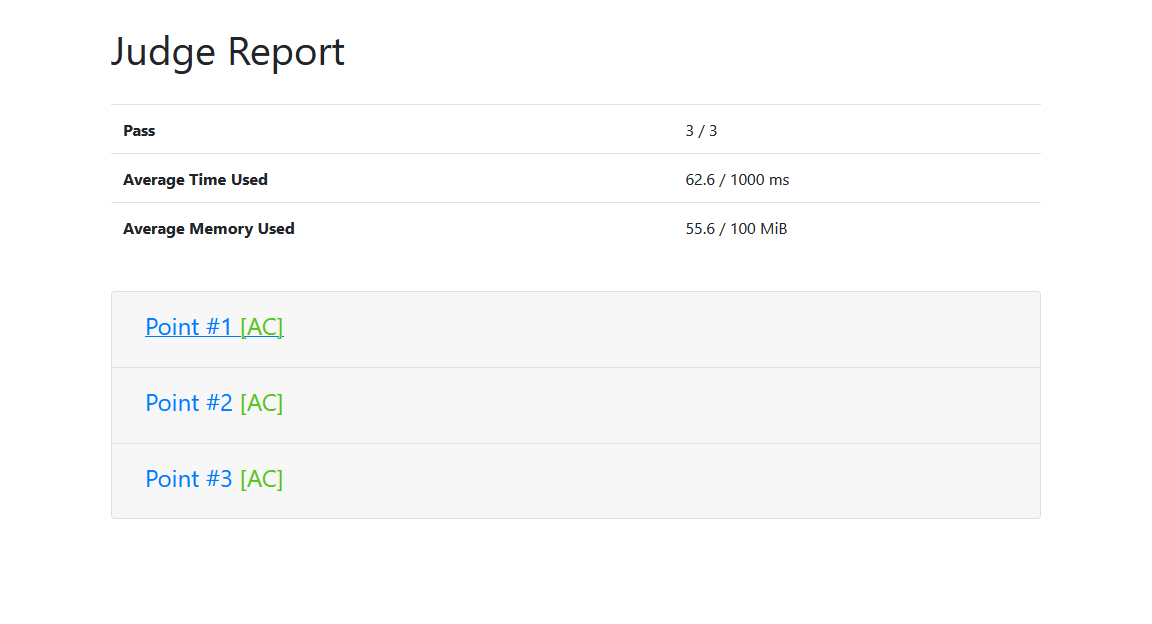 Judge Report
Pass 3 / 3
Average Time Used 62.6 / 1000 ms
Average Memory Used 55.6 / 100 MiB
Point #1 [AC]
Point #2 [AC]
Point #3 [AC]